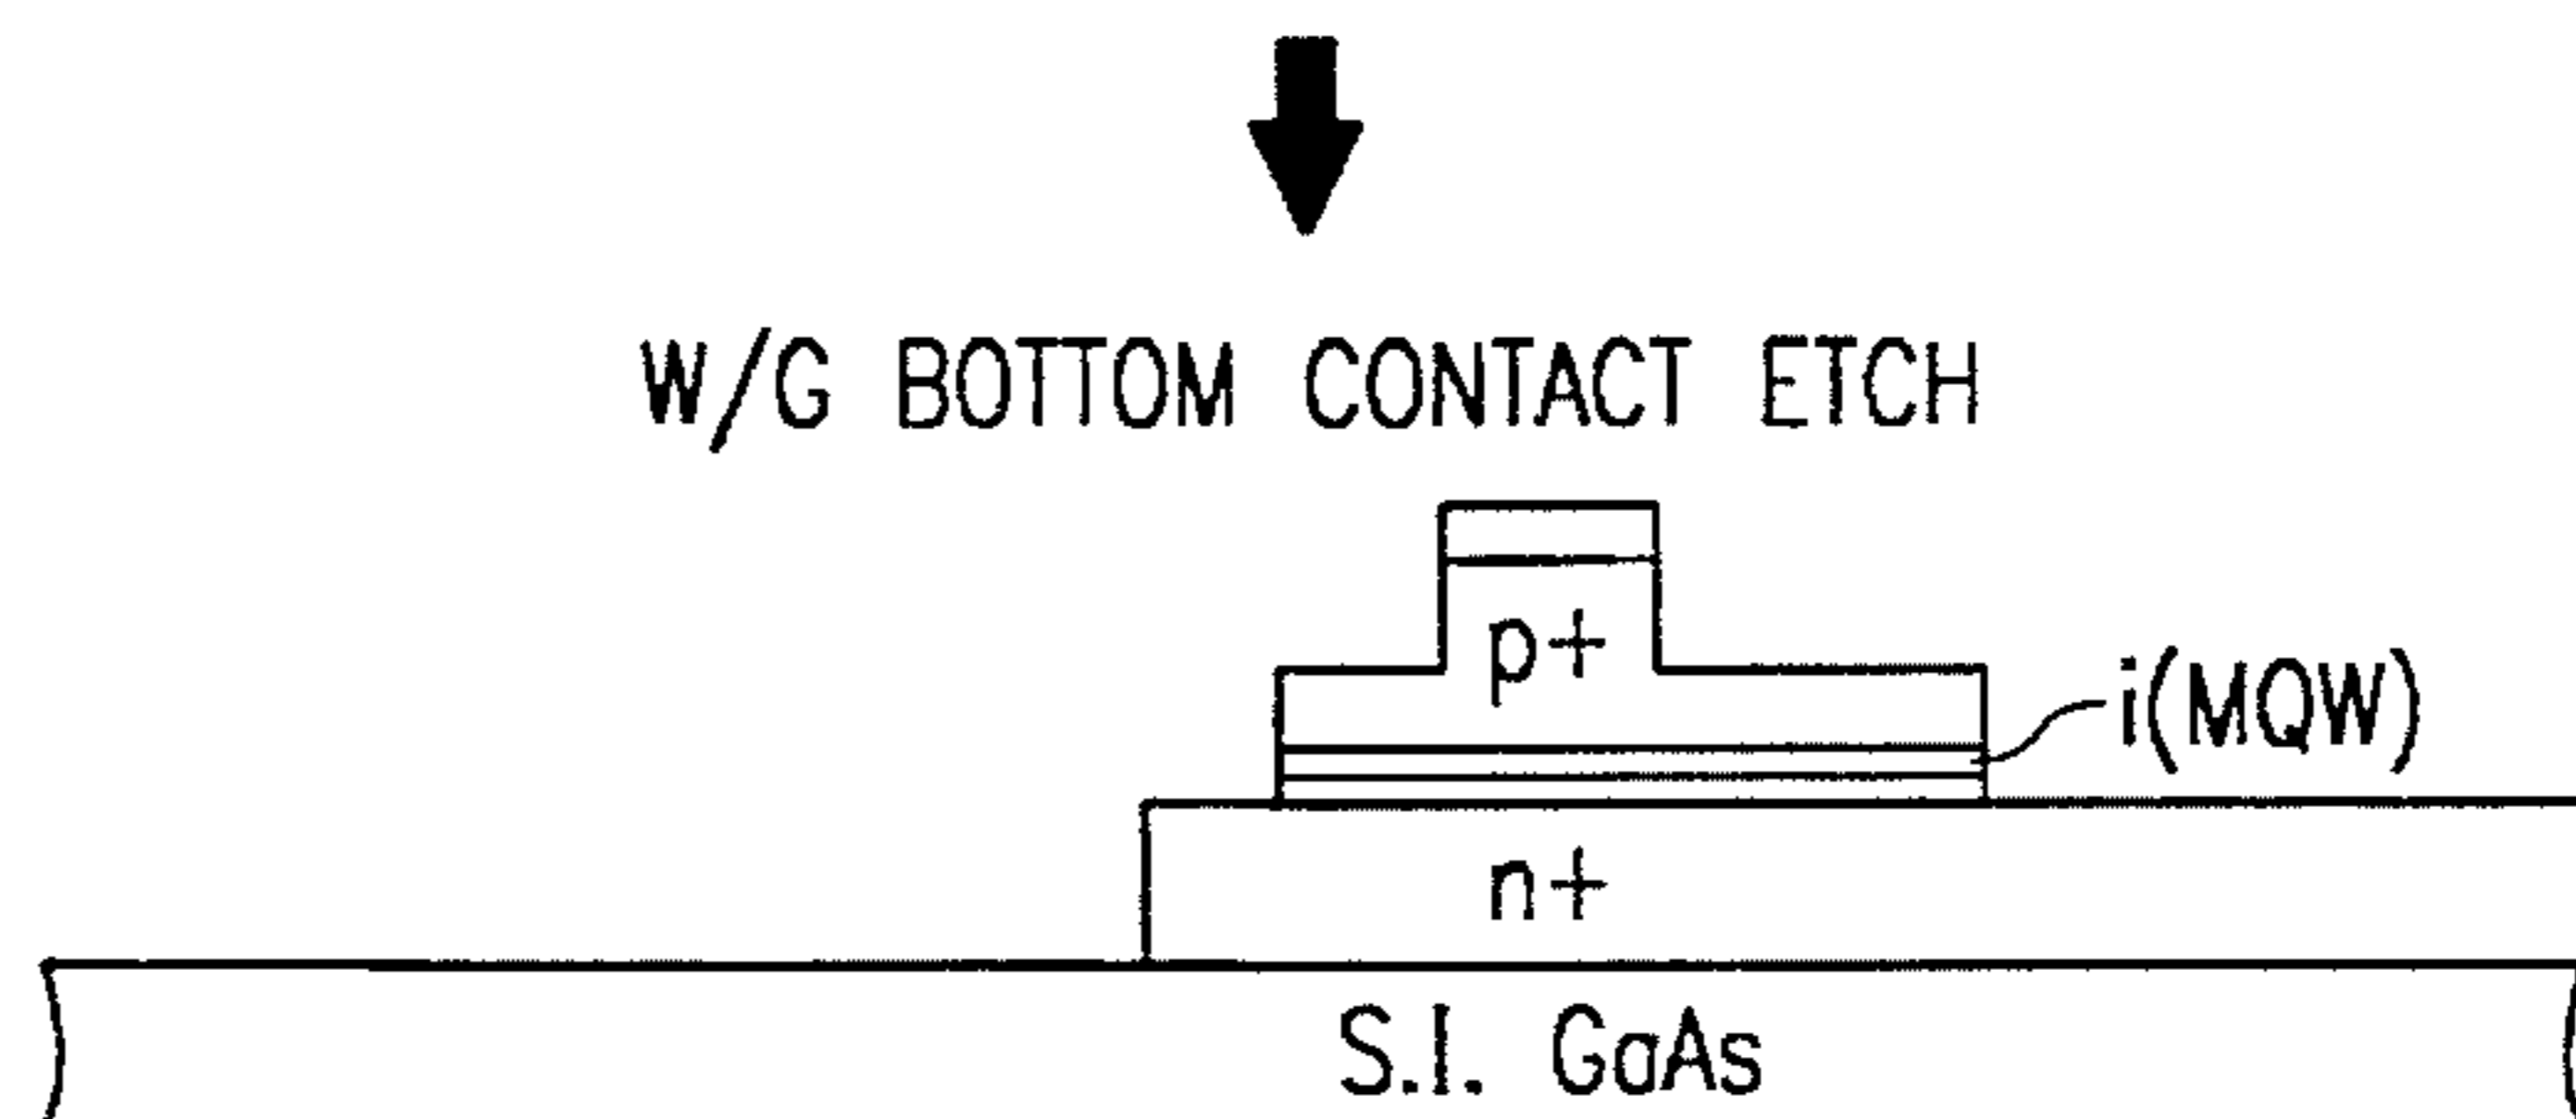 W/G BOTTOM CONTACT ETCH
p+
i(MQW)
n+
S.I. GaAs